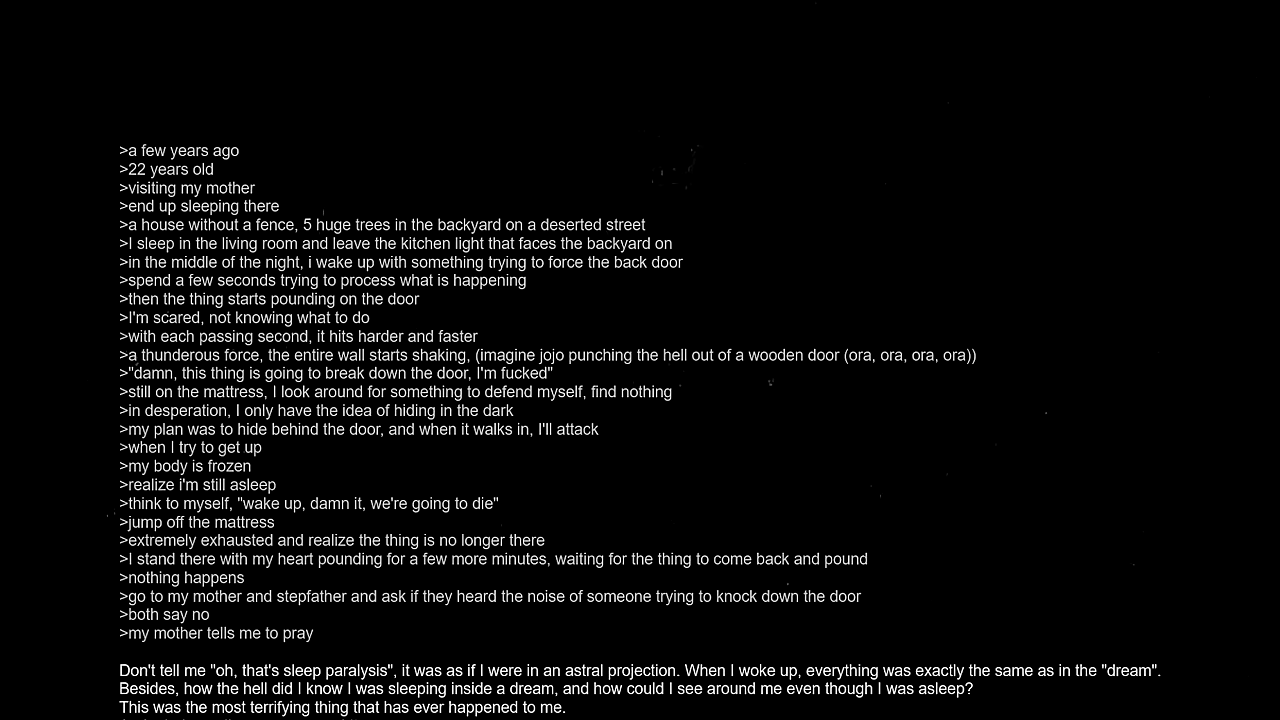 >a few years ago
>22 years old
>visiting my mother
>end up sleeping there
>a house without a fence, 5 huge trees in the backyard on a deserted street
>I sleep in the living room and leave the kitchen light that faces the backyard on
>in the middle of the night, i wake up with something trying to force the back door
>spend a few seconds trying to process what is happening
>then the thing starts pounding on the door
>I'm scared, not knowing what to do
>with each passing second, it hits harder and faster
>a thunderous force, the entire wall starts shaking, (imagine jojo punching the hell out of a wooden door (ora, ora, ora, ora))
>"damn, this thing is going to break down the door, I'm fucked"
>still on the mattress, I look around for something to defend myself, find nothing
>in desperation, I only have the idea of hiding in the dark
>my plan was to hide behind the door, and when it walks in, I'll attack
>when I try to get up
>my body is frozen
>realize i'm still asleep
>think to myself, "wake up, damn it, we're going to die"
>jump off the mattress
>extremely exhausted and realize the thing is no longer there
>I stand there with my heart pounding for a few more minutes, waiting for the thing to come back and pound
>nothing happens
>go to my mother and stepfather and ask if they heard the noise of someone trying to knock down the door
>both say no
>my mother tells me to pray
Don't tell me "oh, that's sleep paralysis", it was as if I were in an astral projection. When I woke up, everything was exactly the same as in the "dream".
Besides, how the hell did I know I was sleeping inside a dream, and how could I see around me even though I was asleep?
This was the most terrifying thing that has ever happened to me.